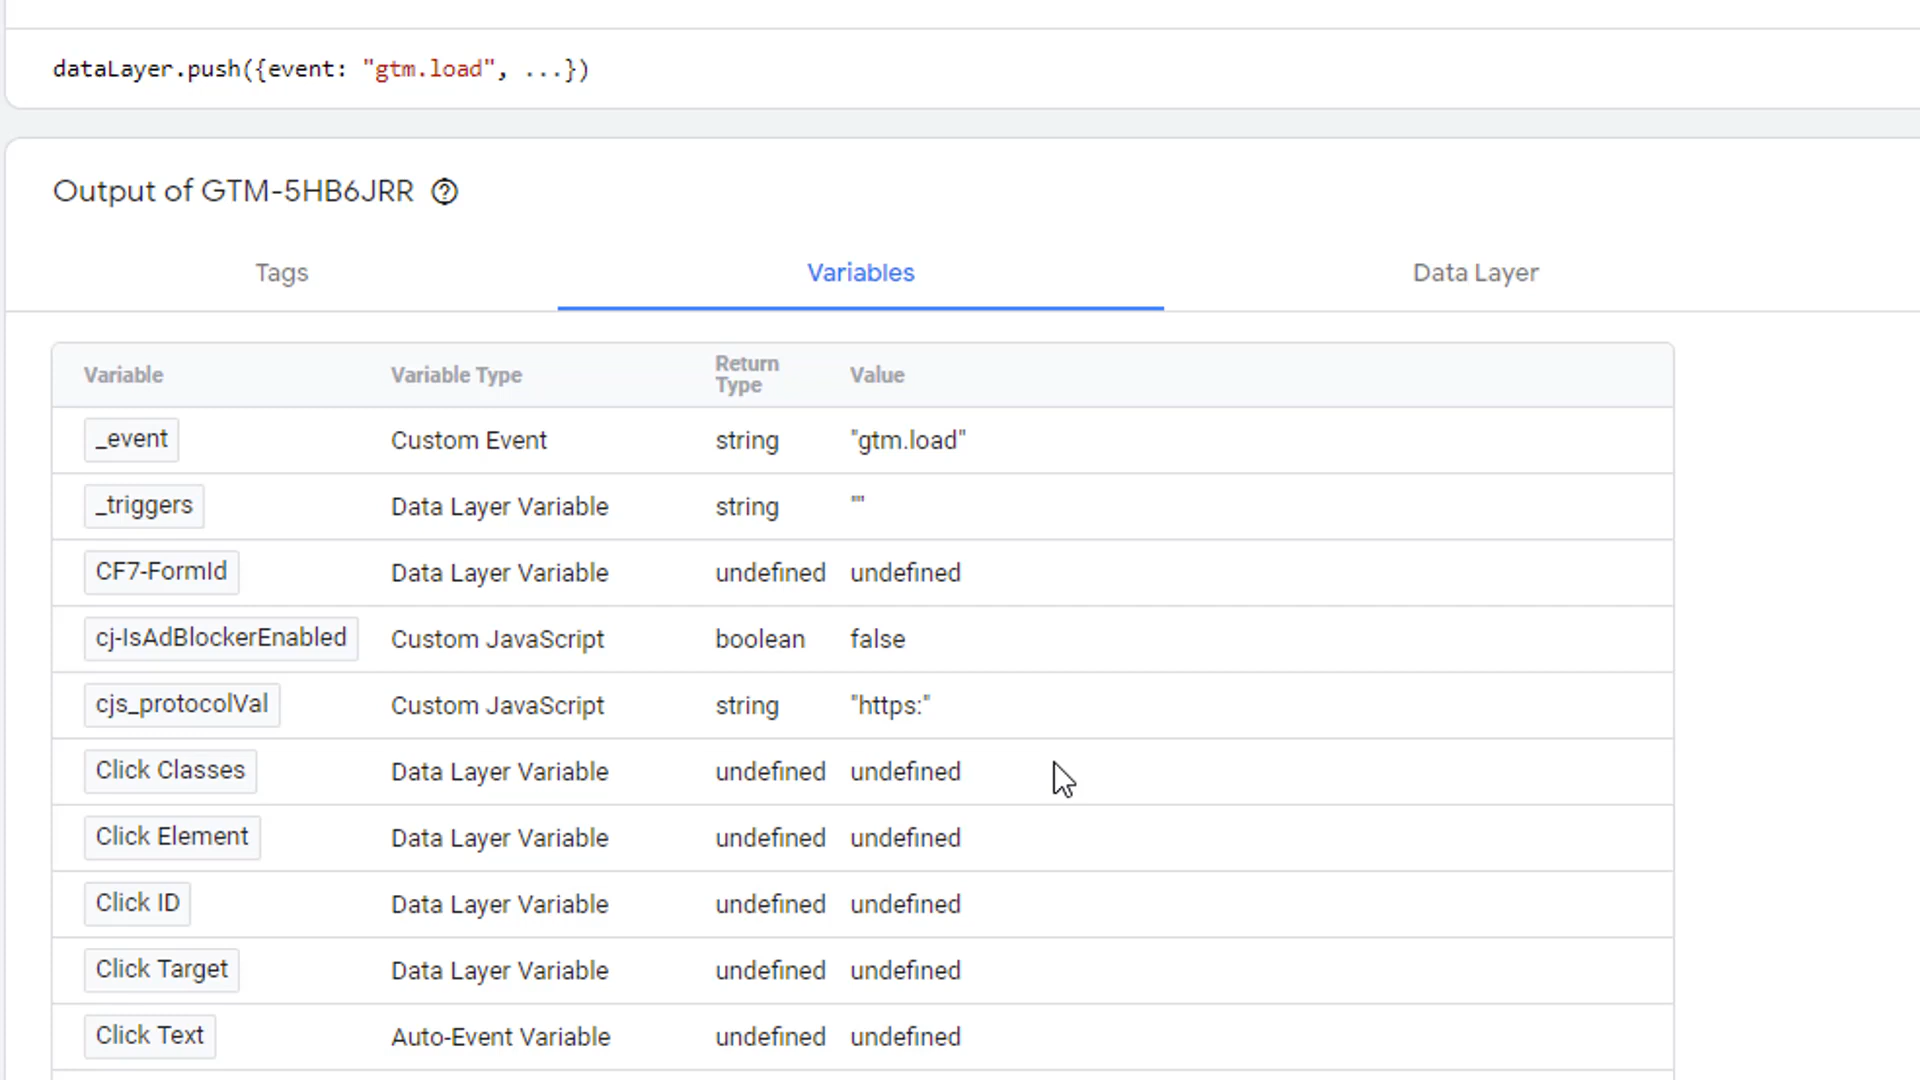 dataLayer.push({event: "gtm.load", ...})
Output of GTM-5HB6JRR ?
Tags Variables Data Layer
Variable Variable Type Return Type Value
_event Custom Event string "gtm.load"
_triggers Data Layer Variable string ""
CF7-FormId Data Layer Variable undefined undefined
cj-IsAdBlockerEnabled Custom JavaScript boolean false
cjs_protocolVal Custom JavaScript string "https:"
Click Classes Data Layer Variable undefined undefined
Click Element Data Layer Variable undefined undefined
Click ID Data Layer Variable undefined undefined
Click Target Data Layer Variable undefined undefined
Click Text Auto-Event Variable undefined undefined